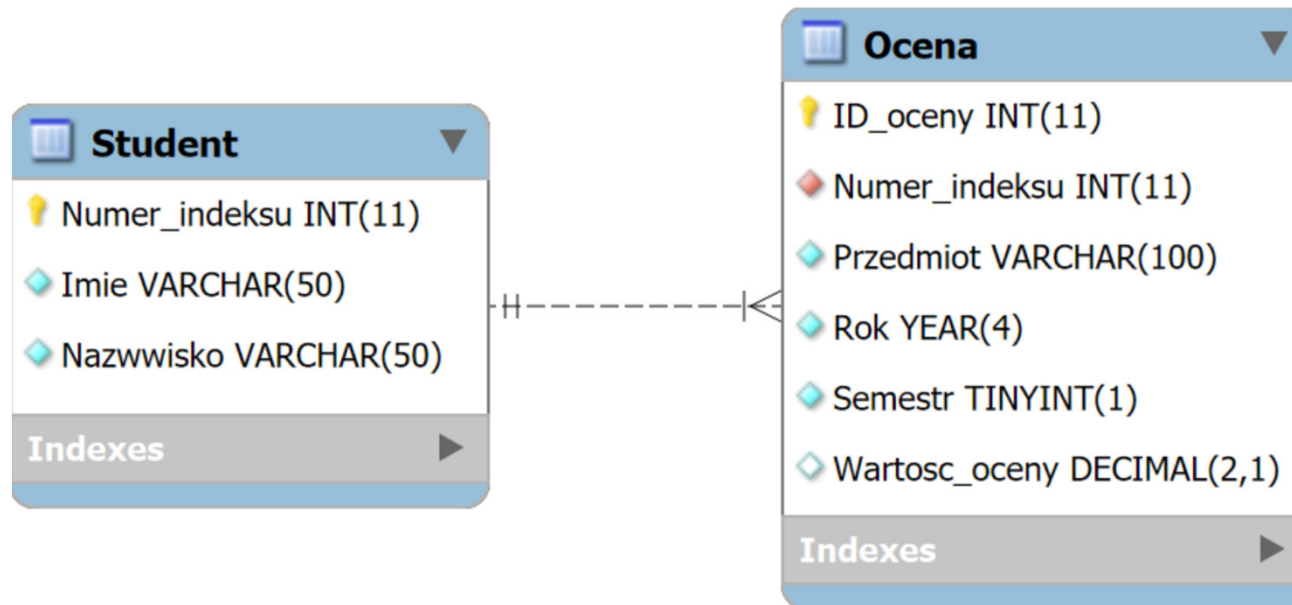 Student
Numer_indeksu INT(11)
Imie VARCHAR(50)
Nazwwisko VARCHAR(50)
Indexes
Ocena
ID_oceny INT(11)
Numer_indeksu INT(11)
Przedmiot VARCHAR(100)
Rok YEAR(4)
Semestr TINYINT(1)
Wartosc_oceny DECIMAL(2,1)
Indexes